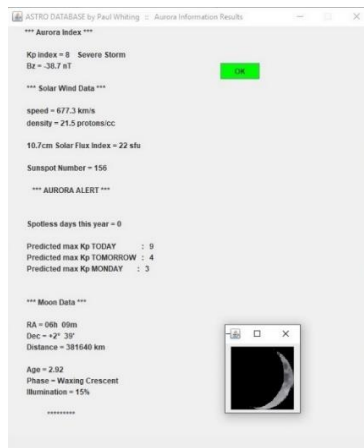 ASTRO DATABASE by Paul Whiting :: Aurora Information Results
*** Aurora Index ***
Kp index = 8 Severe Storm
Bz = -38.7 nT
OK
*** Solar Wind Data ***
speed = 677.3 km/s
density = 21.5 protons/cc
10.7cm Solar Flux Index = 22 sfu
Sunspot Number = 156
*** AURORA ALERT ***
Spotless days this year = 0
Predicted max Kp TODAY : 9
Predicted max Kp TOMORROW : 4
Predicted max Kp MONDAY : 3
*** Moon Data ***
RA = 06h 09m
Dec = +2° 39'
Distance = 381640 km
Age = 2.92
Phase = Waxing Crescent
Illumination = 15%
*********